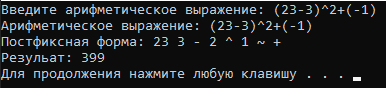 Введите арифметическое выражение: (23-3)^2+(-1)
Арифметическое выражение: (23-3)^2+(-1)
Постфиксная форма: 23 3 - 2 ^ 1 ~ +
Резульат: 399
Для продолжения нажмите любую клавишу . . .